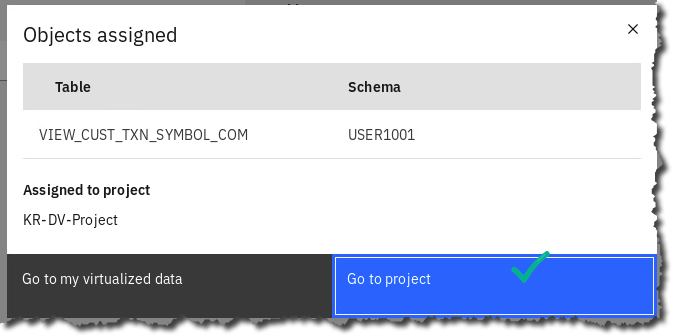 Objects assigned
Table Schema
VIEW_CUST_TXN_SYMBOL_COM USER1001
Assigned to project
KR-DV-Project
Go to my virtualized data Go to project